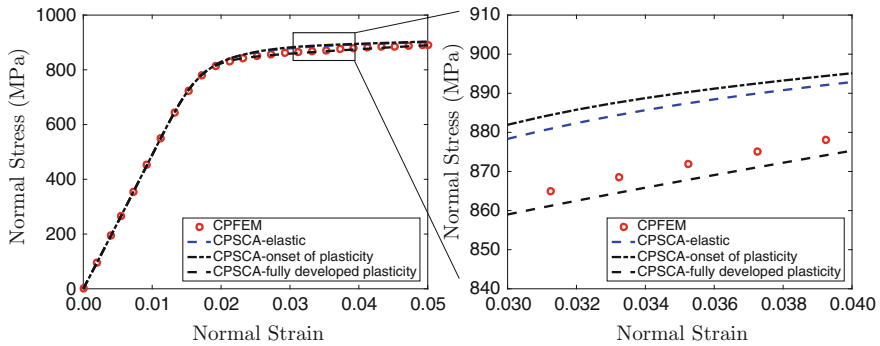 1000
800
600
400
200
0
Normal Stress (MPa)
0.00
0.01
0.02
0.03
0.04
0.05
Normal Strain
CPFEM
CPSCA-elastic
CPSCA-onset of plasticity
CPSCA-fully developed plasticity
910
900
890
880
870
860
850
840
Normal Stress (MPa)
0.030
0.032
0.034
0.036
0.038
0.040
Normal Strain
CPFEM
CPSCA-elastic
CPSCA-onset of plasticity
CPSCA-fully developed plasticity